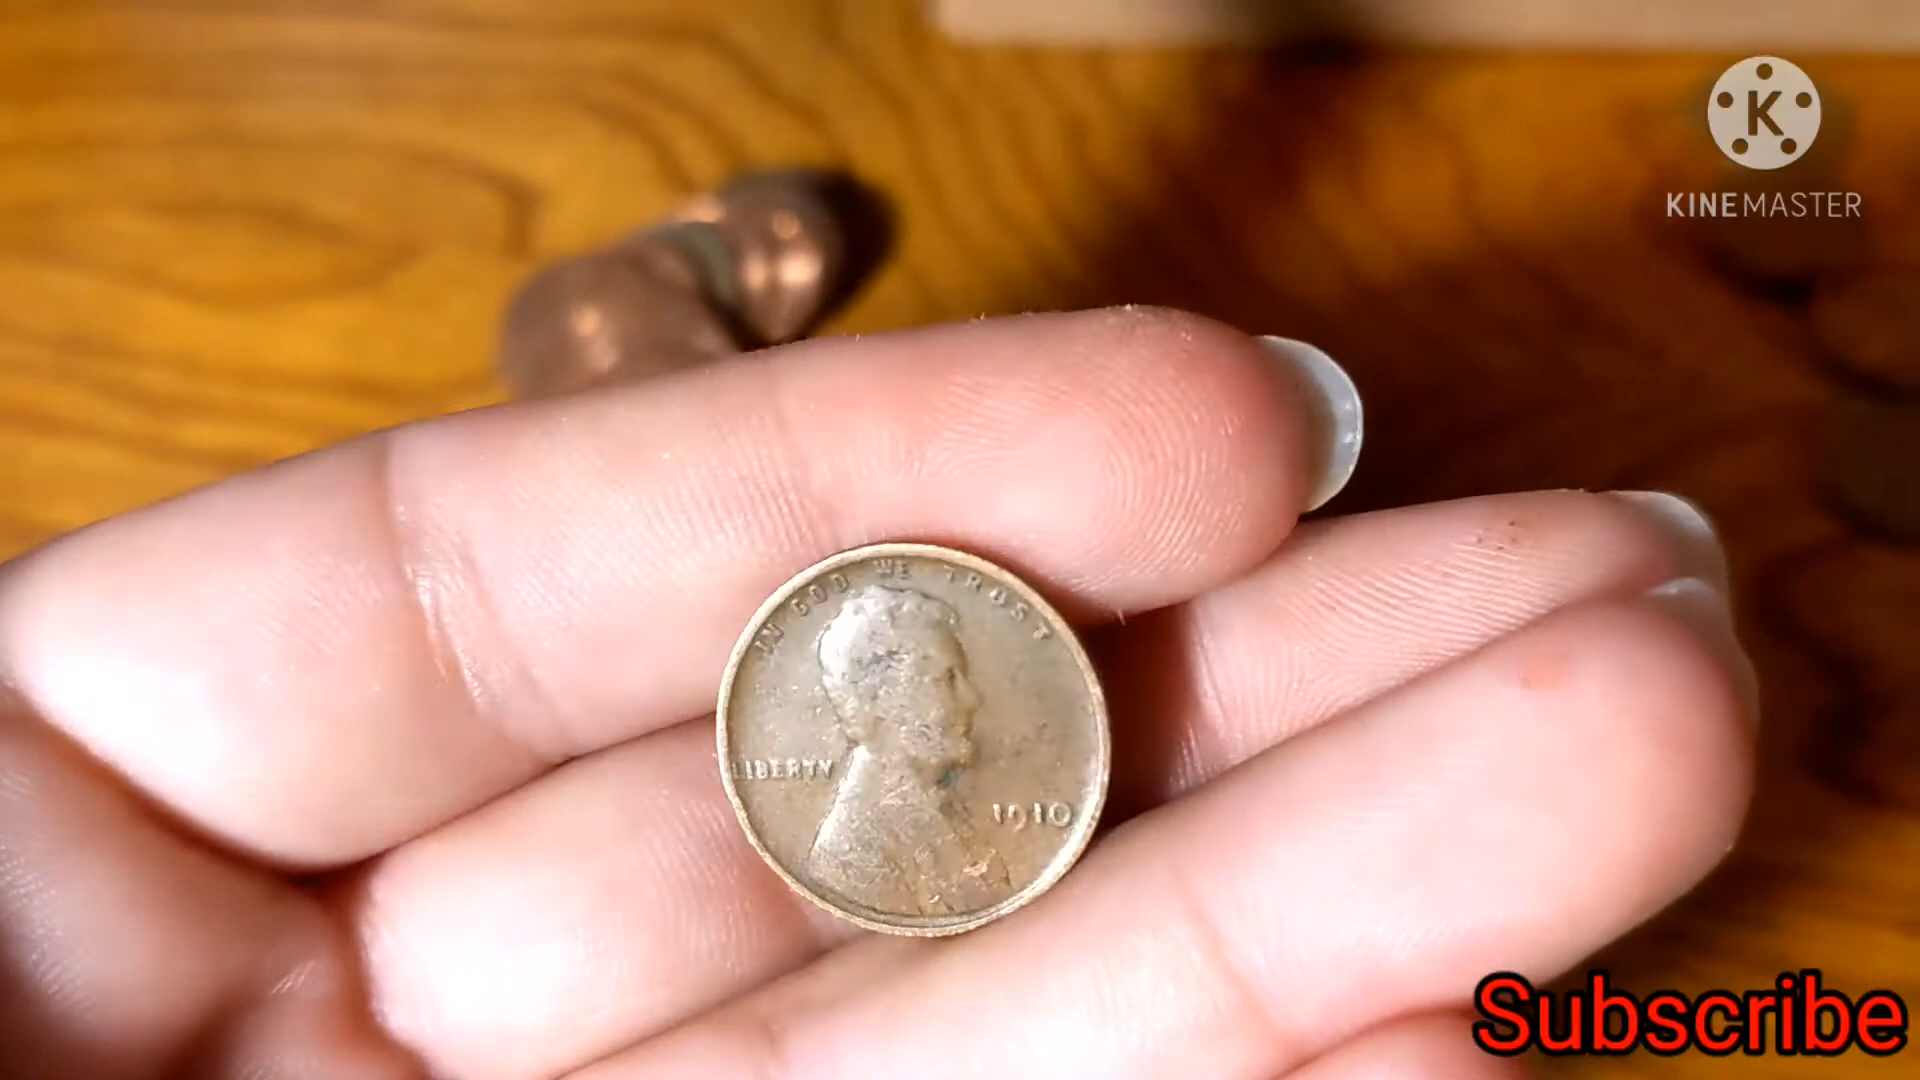 K
KINEMASTER
IN GOD WE TRUST
LIBERTY
1910
Subscribe